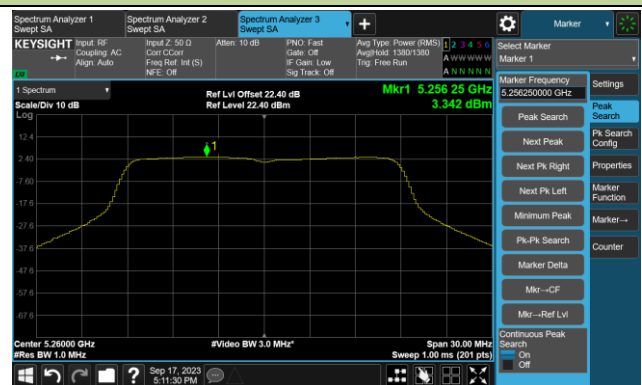 Spectrum Analyzer 1
Swept SA
Spectrum Analyzer 2
Swept SA
Spectrum Analyzer 3
Swept SA
Marker
KEYSIGHT
Input: RF
Coupling: AC
Align: Auto
Input Z: 50 Ω
Corr CCorr
Freq Ref: Int (S)
NFE: Off
Atten: 10 dB
PNO: Fast
Gate: Off
IF Gain: Low
Sig Track: Off
Avg Type: Power (RMS)
Avg|Hold: 1380/1380
Trig: Free Run
1 2 3 4 5 6
A W W W W W
A N N N N N
Select Marker
Marker 1
1 Spectrum
Scale/Div 10 dB
Log
Ref Lvl Offset 22.40 dB
Ref Level 22.40 dBm
Mkr1 5.256 25 GHz
3.342 dBm
1
12.4
2.40
-7.60
-17.6
-27.6
-37.6
-47.6
-57.6
-67.6
Center 5.26000 GHz
#Res BW 1.0 MHz
#Video BW 3.0 MHz*
Span 30.00 MHz
Sweep 1.00 ms (201 pts)
Marker Frequency
5.256250000 GHz
Peak Search
Next Peak
Next Pk Right
Next Pk Left
Minimum Peak
Pk-Pk Search
Marker Delta
Mkr→CF
Mkr→Ref Lvl
Continuous Peak
Search
On
Off
Settings
Peak
Search
Pk Search
Config
Properties
Marker
Function
Marker→
Counter
Sep 17, 2023
5:11:30 PM